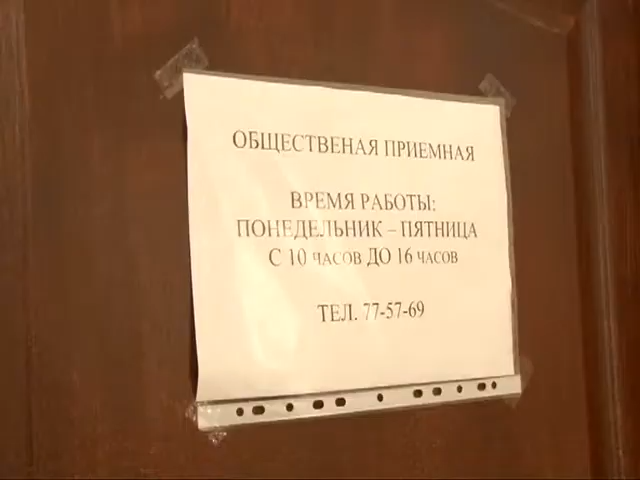 ОБЩЕСТВЕНАЯ ПРИЕМНАЯ
ВРЕМЯ РАБОТЫ:
ПОНЕДЕЛЬНИК – ПЯТНИЦА
С 10 ЧАСОВ ДО 16 ЧАСОВ
ТЕЛ. 77-57-69